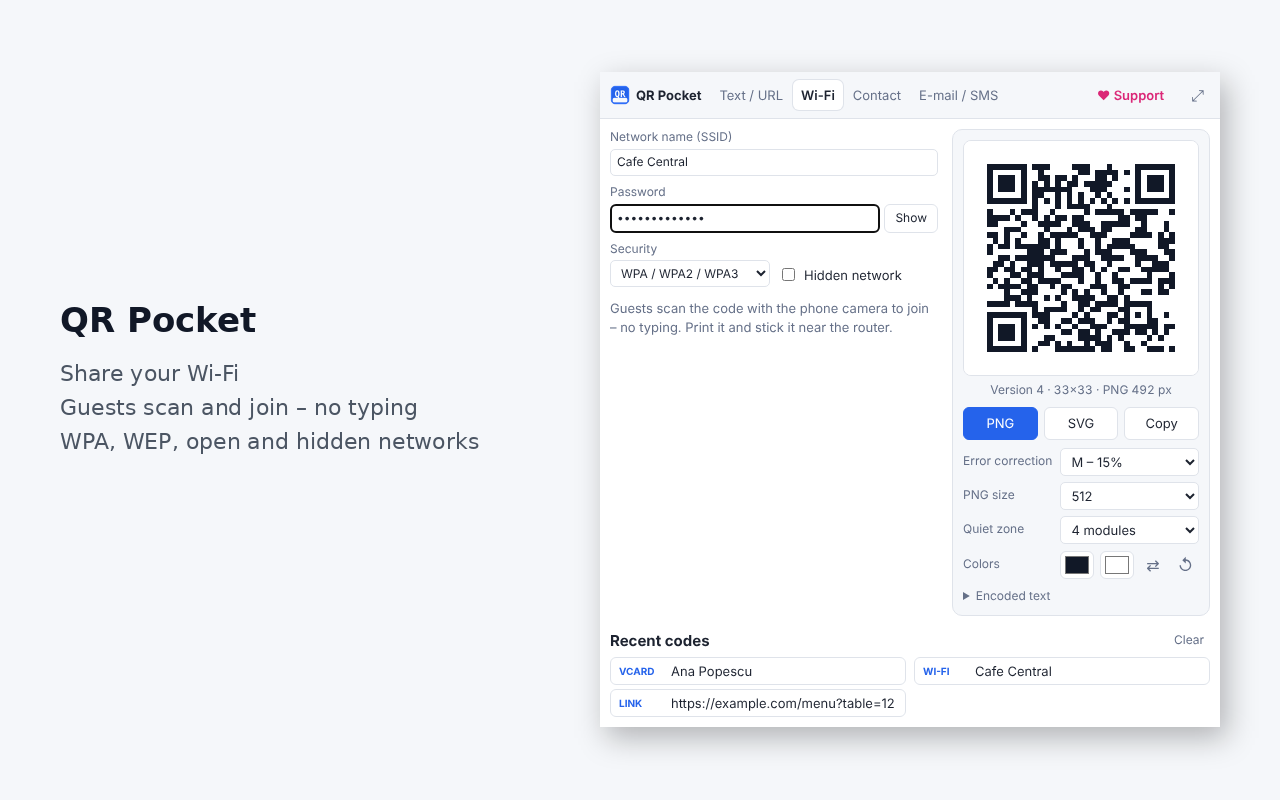 QR Pocket
Share your Wi-Fi
Guests scan and join – no typing
WPA, WEP, open and hidden networks
QR QR Pocket Text / URL Wi-Fi Contact E-mail / SMS ♥ Support
Network name (SSID)
Cafe Central
Password
••••••••••••• Show
Security
WPA / WPA2 / WPA3 Hidden network
Guests scan the code with the phone camera to join
– no typing. Print it and stick it near the router.
Version 4 · 33×33 · PNG 492 px
PNG SVG Copy
Error correction M – 15%
PNG size 512
Quiet zone 4 modules
Colors
Encoded text
Recent codes Clear
VCARD Ana Popescu WI-FI Cafe Central
LINK https://example.com/menu?table=12